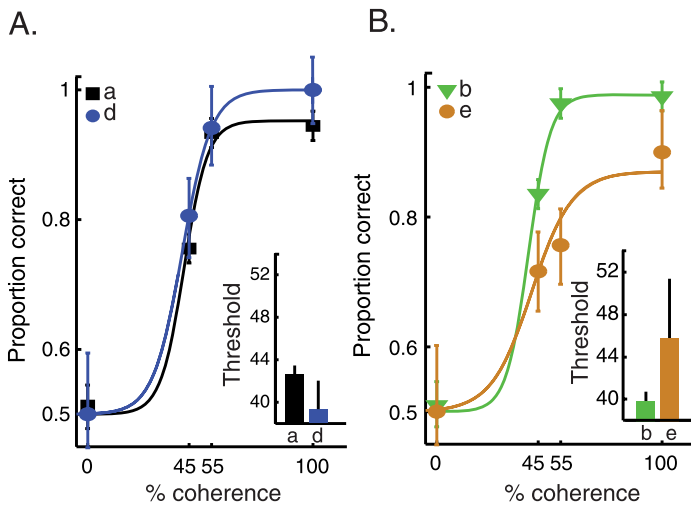 A.
1
0.8
0.6
0.5
Proportion correct
a
d
0
45
55
100
% coherence
Threshold
52
48
44
40
a
d
B.
1
0.8
0.6
0.5
Proportion correct
b
e
0
45
55
100
% coherence
Threshold
52
48
44
40
b
e